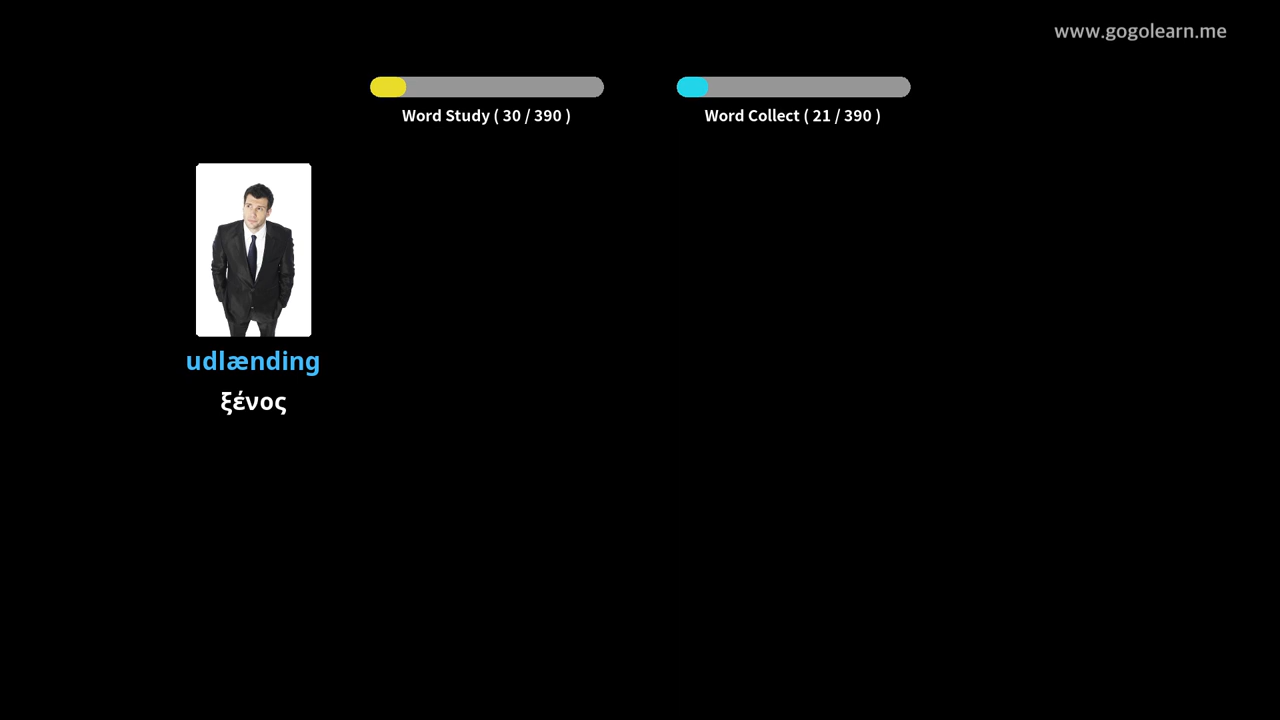 www.gogolearn.me
Word Study ( 30 / 390 )
Word Collect ( 21 / 390 )
udlænding
ξένος